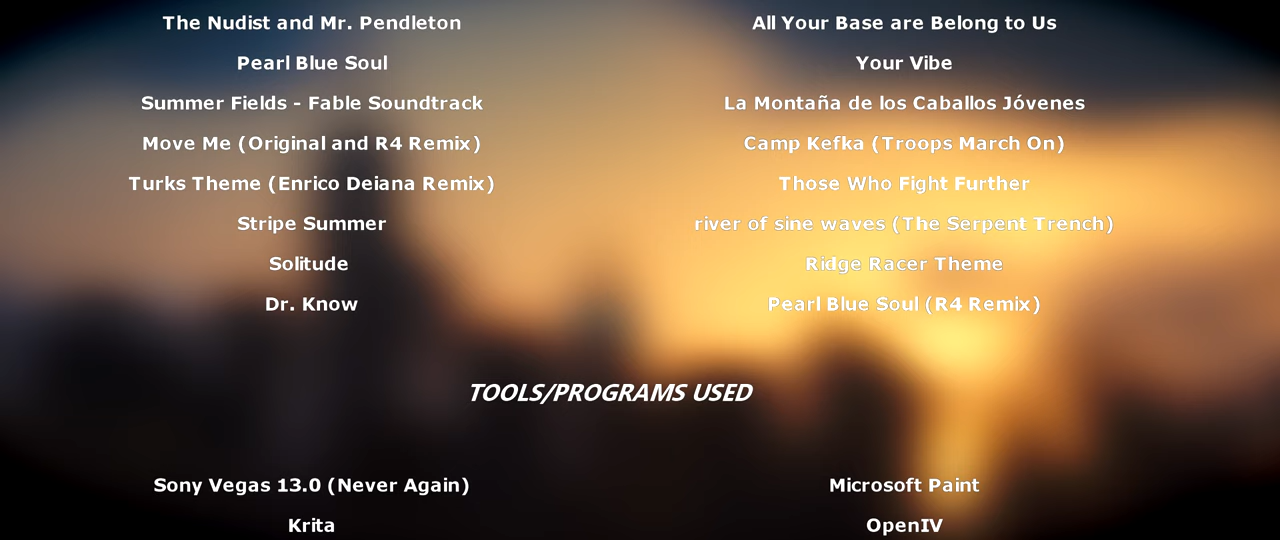 The Nudist and Mr. Pendleton
All Your Base are Belong to Us
Pearl Blue Soul
Your Vibe
Summer Fields - Fable Soundtrack
La Montaña de los Caballos Jóvenes
Move Me (Original and R4 Remix)
Camp Kefka (Troops March On)
Turks Theme (Enrico Deiana Remix)
Those Who Fight Further
Stripe Summer
river of sine waves (The Serpent Trench)
Solitude
Ridge Racer Theme
Dr. Know
Pearl Blue Soul (R4 Remix)
TOOLS/PROGRAMS USED
Sony Vegas 13.0 (Never Again)
Microsoft Paint
Krita
OpenIV